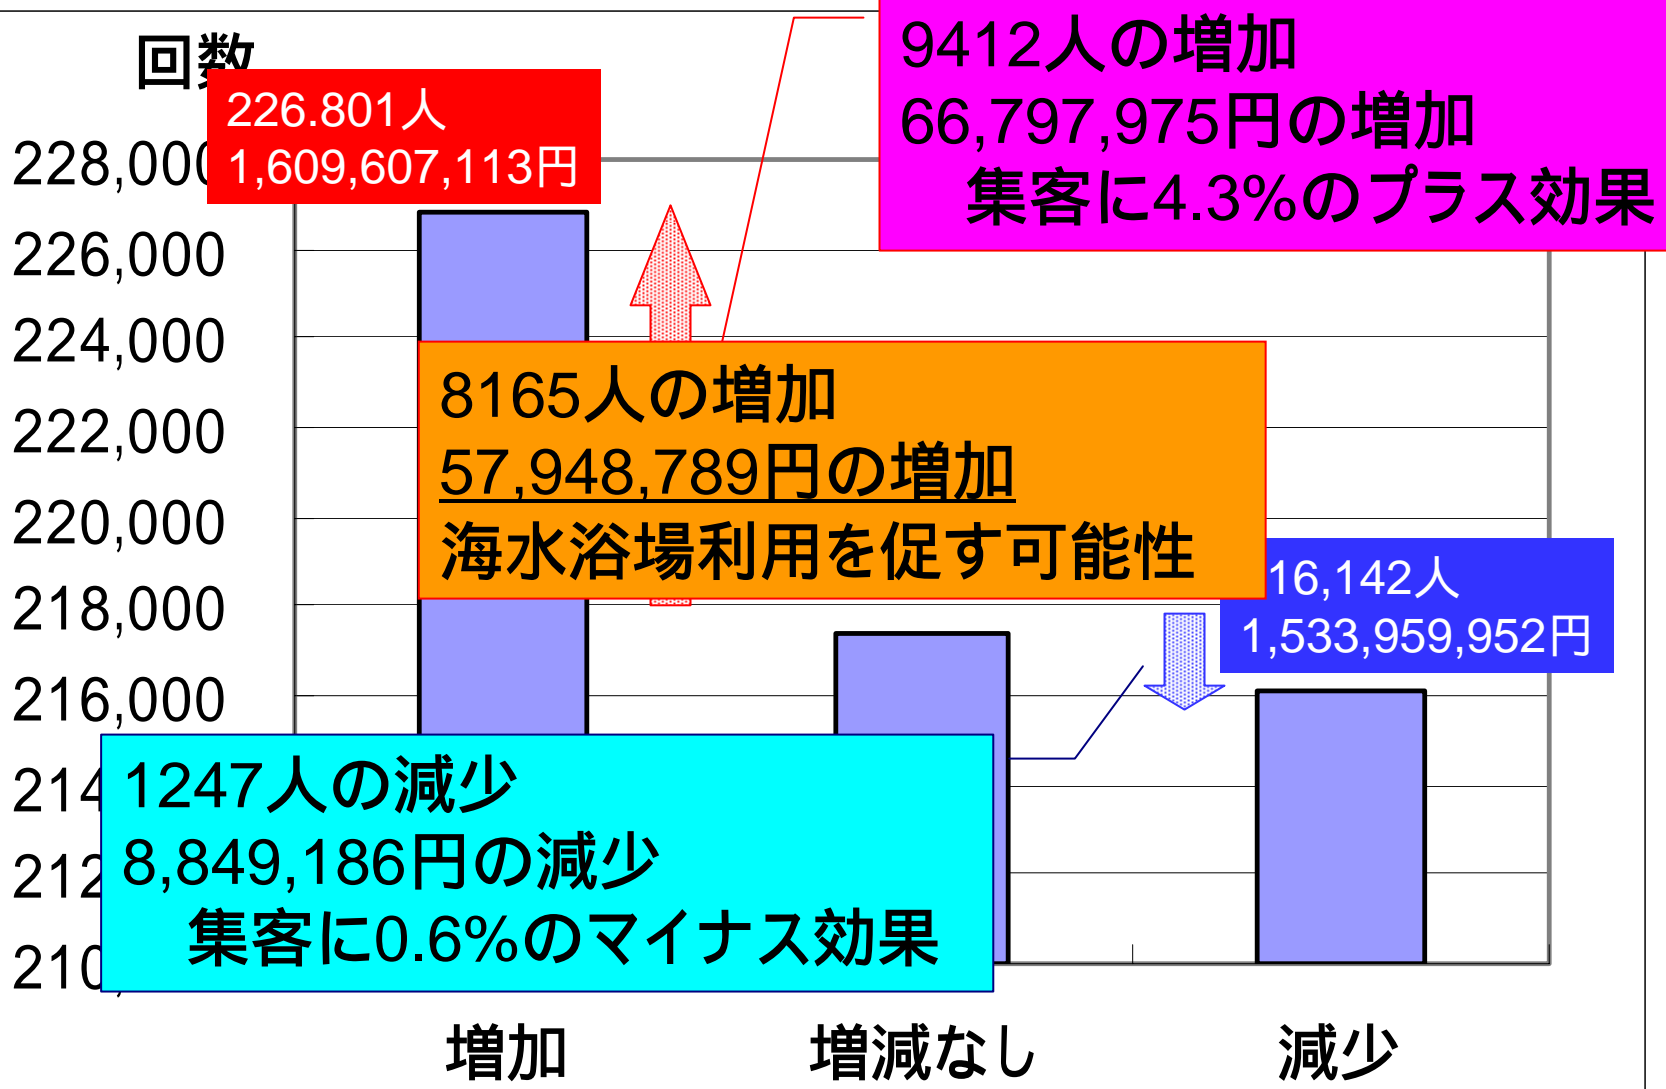 回数
226.801人
1,609,607,113円
9412人の増加
66,797,975円の増加
集客に4.3%のプラス効果
228,000
226,000
224,000
222,000
220,000
218,000
216,000
214
212
210,
8165人の増加
57,948,789円の増加
海水浴場利用を促す可能性
16,142人
1,533,959,952円
1247人の減少
8,849,186円の減少
集客に0.6%のマイナス効果
増加
増減なし
減少